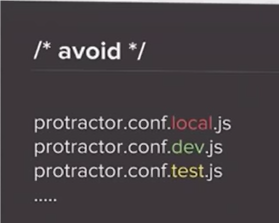 /* avoid */
protractor.conf.local.js
protractor.conf.dev.js
protractor.conf.test.js
.....